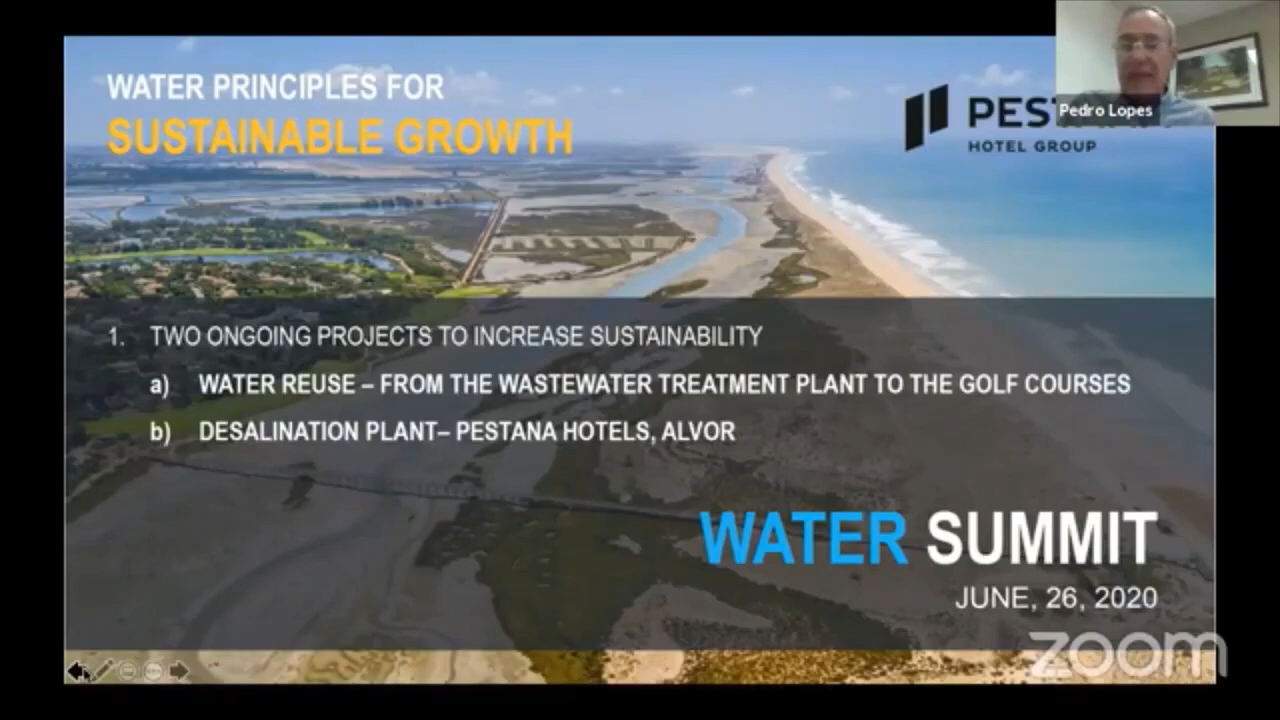 WATER PRINCIPLES FOR
SUSTAINABLE GROWTH
PES
HOTEL GROUP
Pedro Lopes
1. TWO ONGOING PROJECTS TO INCREASE SUSTAINABILITY
a) WATER REUSE – FROM THE WASTEWATER TREATMENT PLANT TO THE GOLF COURSES
b) DESALINATION PLANT– PESTANA HOTELS, ALVOR
WATER SUMMIT
JUNE, 26, 2020
zoom